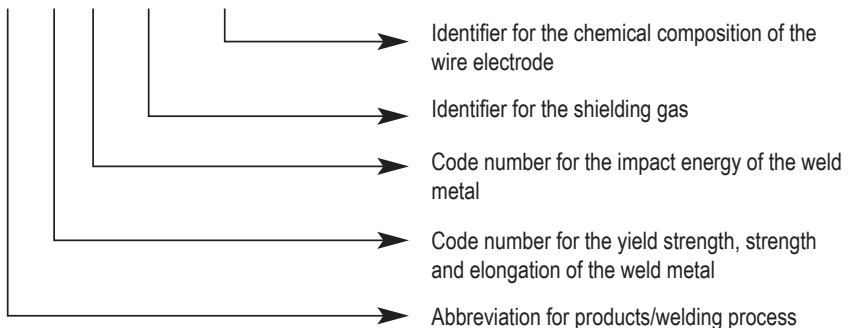 Identifier for the chemical composition of the
wire electrode
Identifier for the shielding gas
Code number for the impact energy of the weld
metal
Code number for the yield strength, strength
and elongation of the weld metal
Abbreviation for products/welding process